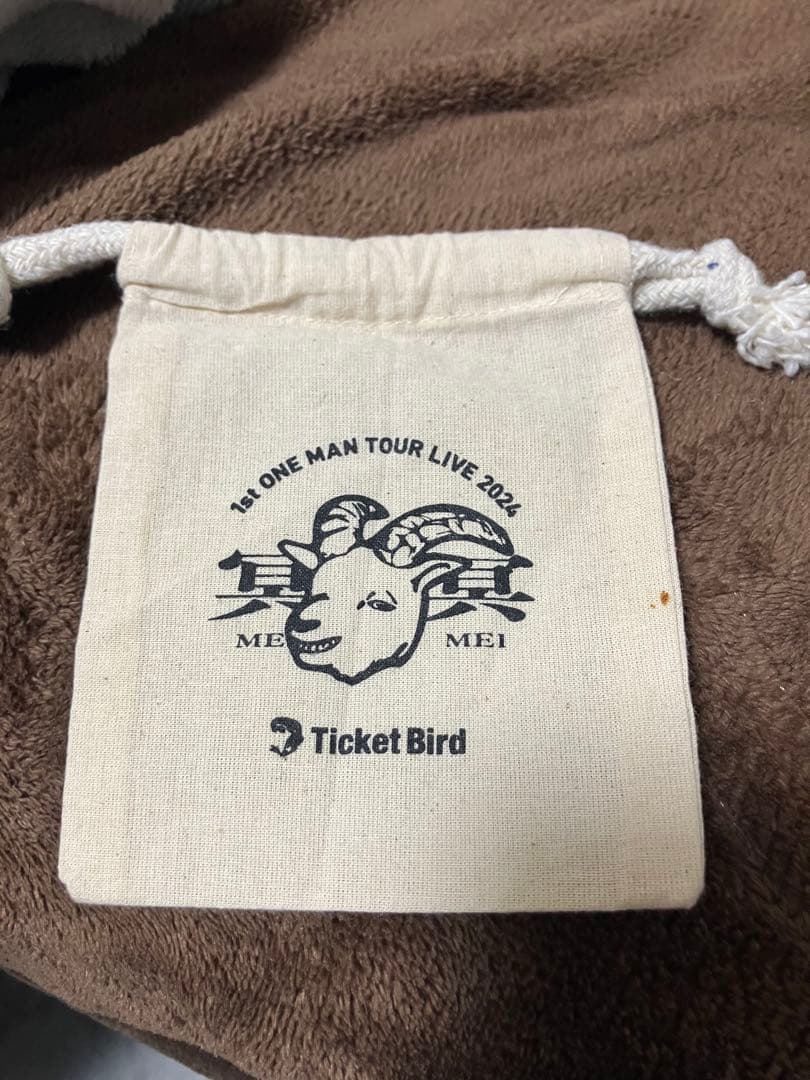 1st ONE MAN TOUR LIVE 2024
冥 冥
ME MEI
Ticket Bird